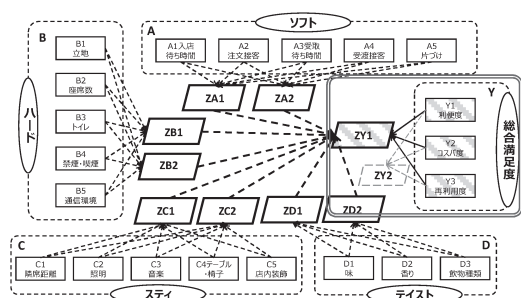 ソフト
A
A1入店
待ち時間
A2
注文接客
A3受取
待ち時間
A4
受渡接客
A5
片づけ
B
ハード
B1
立地
B2
座席数
B3
トイレ
B4
禁煙・喫煙
B5
通信環境
ZA1
ZA2
ZB1
ZB2
ZC1
ZC2
ZD1
ZD2
ZY1
ZY2
Y
Y1
利便度
Y2
コスパ度
Y3
再利用度
総合満足度
C
C1
隣席距離
C2
照明
C3
音楽
C4テーブル
・椅子
C5
店内装飾
スティ
D
D1
味
D2
香り
D3
飲物種類
テイスト